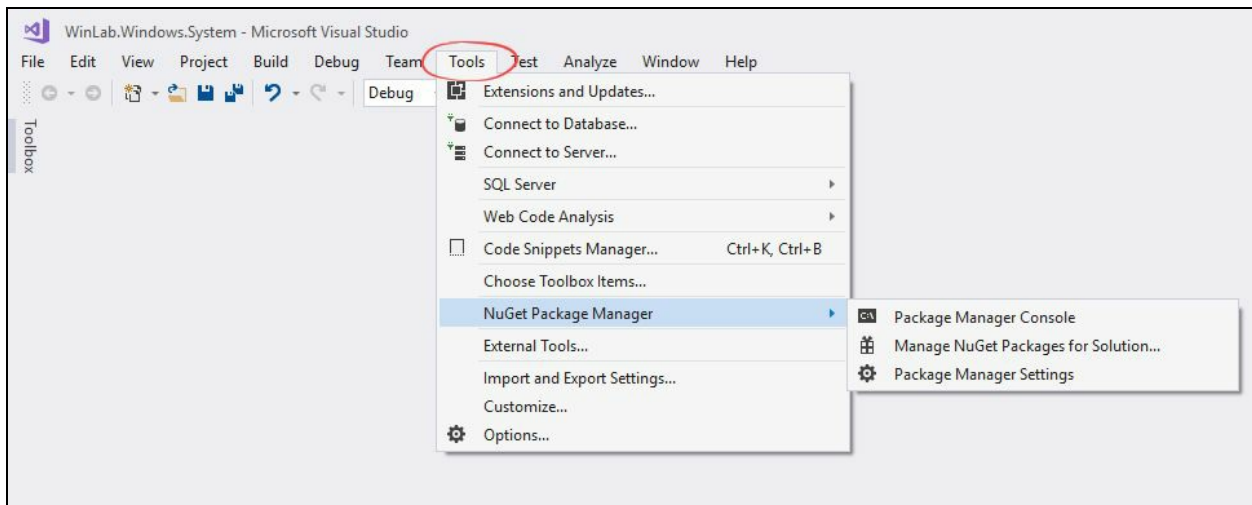 WinLab.Windows.System - Microsoft Visual Studio
File Edit View Project Build Debug Team Tools Test Analyze Window Help
Debug
Toolbox
Extensions and Updates...
Connect to Database...
Connect to Server...
SQL Server
Web Code Analysis
Code Snippets Manager... Ctrl+K, Ctrl+B
Choose Toolbox Items...
NuGet Package Manager
External Tools...
Import and Export Settings...
Customize...
Options...
C:\
Package Manager Console
Manage NuGet Packages for Solution...
Package Manager Settings